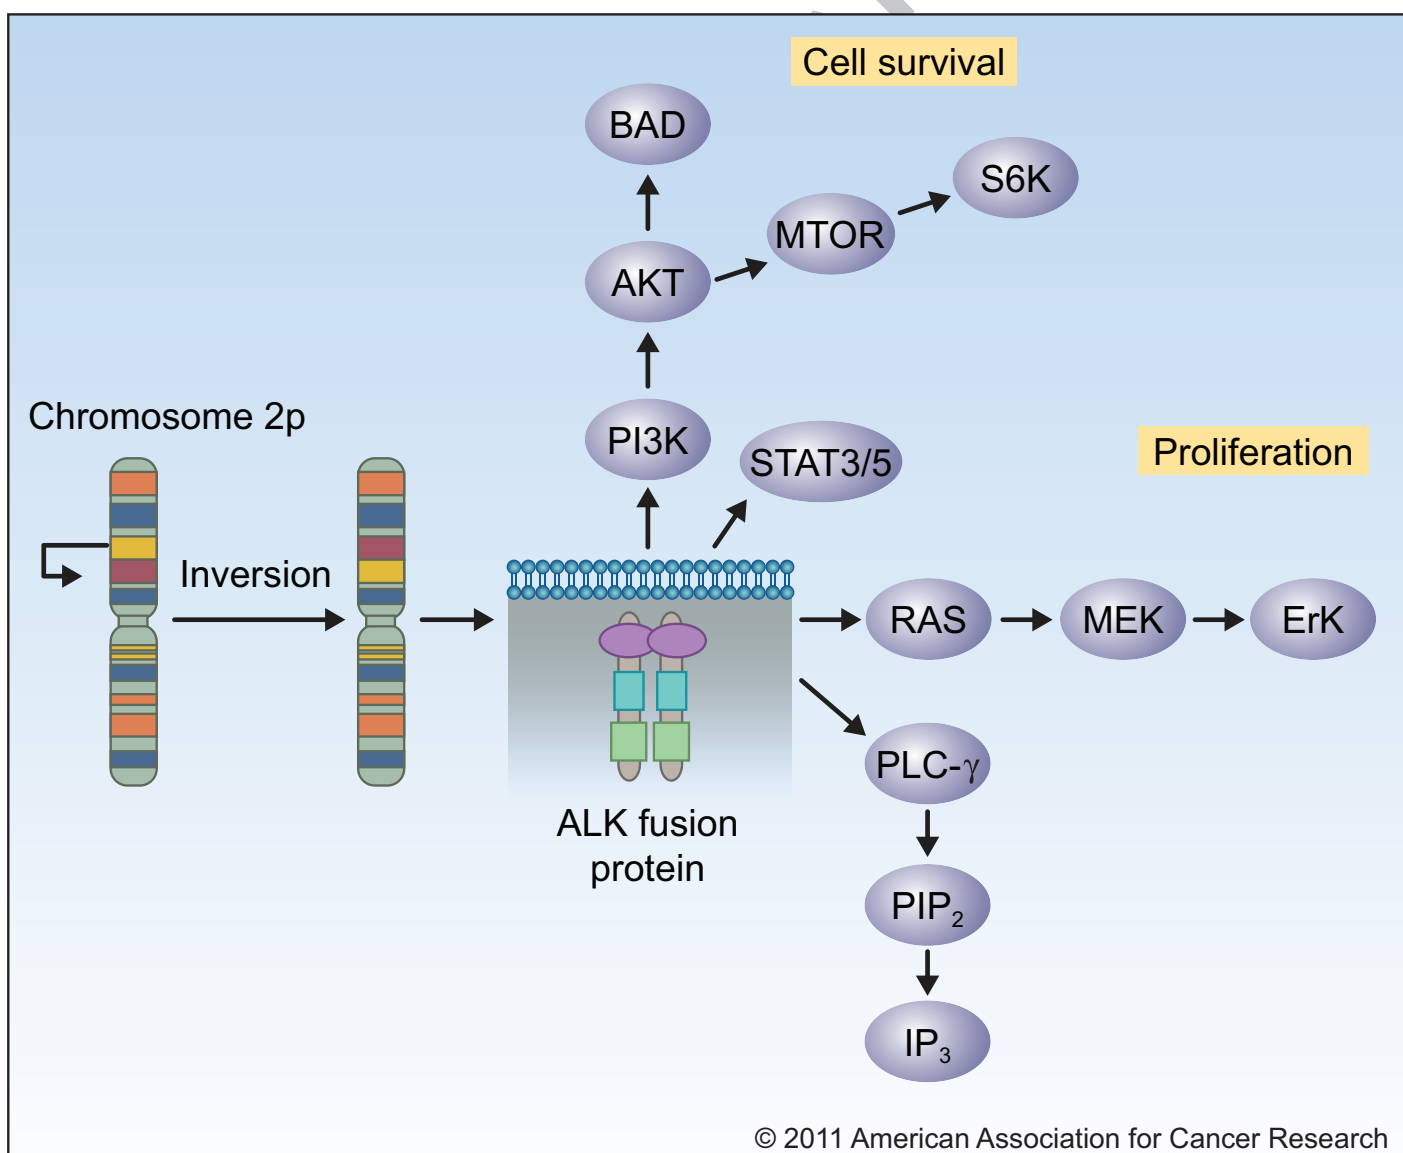 Cell survival
BAD
S6K
MTOR
AKT
Chromosome 2p
PI3K
STAT3/5
Proliferation
Inversion
RAS
MEK
ErK
PLC-γ
ALK fusion
protein
PIP₂
IP₃
© 2011 American Association for Cancer Research